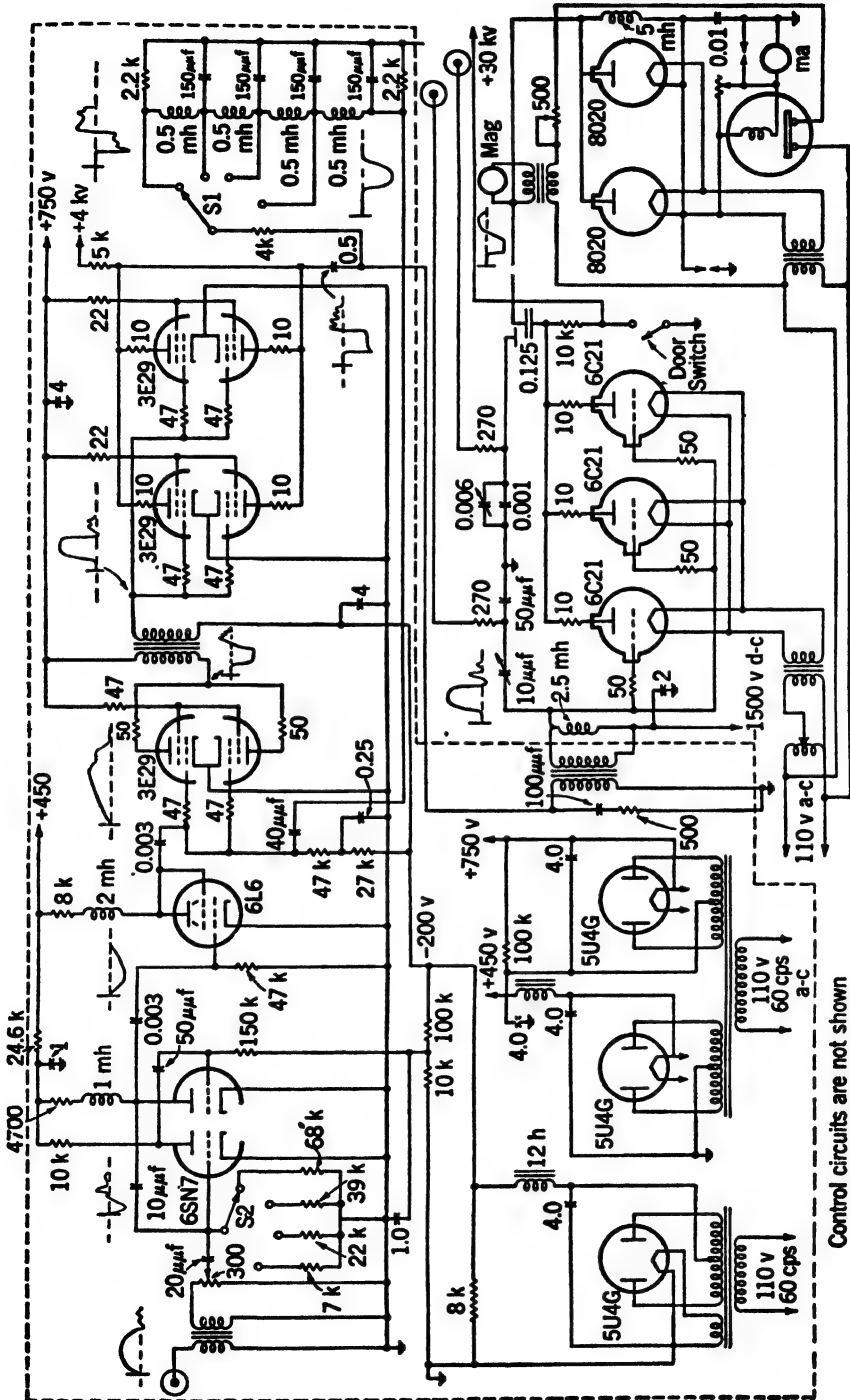 4700
24.6 k
+450
+750 v
+4 kv
10 k
1 mh
1
8 k
2 mh
0.003
50μμf
150 k
47 k
6L6
0.003
10μμf
6SN7
20μμf
300
S2
68 k
39 k
22 k
7 k
1.0
10 k
100 k
-200 v
47
50
3E29
47
47
50
40μμf
0.25
47 k
27 k
4
22
10
3E29
47
47
10
4
22
10
3E29
47
47
10
5 k
0.5
4k
S1
2.2 k
0.5 mh
0.5 mh
0.5 mh
0.5 mh
150μμf
150μμf
150μμf
150μμf
2.2 k
8 k
12 h
4.0
5U4G
110 v
60 cps
+450 v
4.0
4.0
5U4G
100 k
+750 v
4.0
5U4G
110 v
60 cps
a-c
Control circuits are not shown
100μμf
500
2.5 mh
2
-1500 v d-c
110 v a-c
10μμf
270
50μμf
0.006
0.001
270
0.125
50
10
6C21
50
10
6C21
50
10
6C21
10 k
Door
Switch
+30 kv
Mag
500
8020
8020
5 mh
0.01
ma